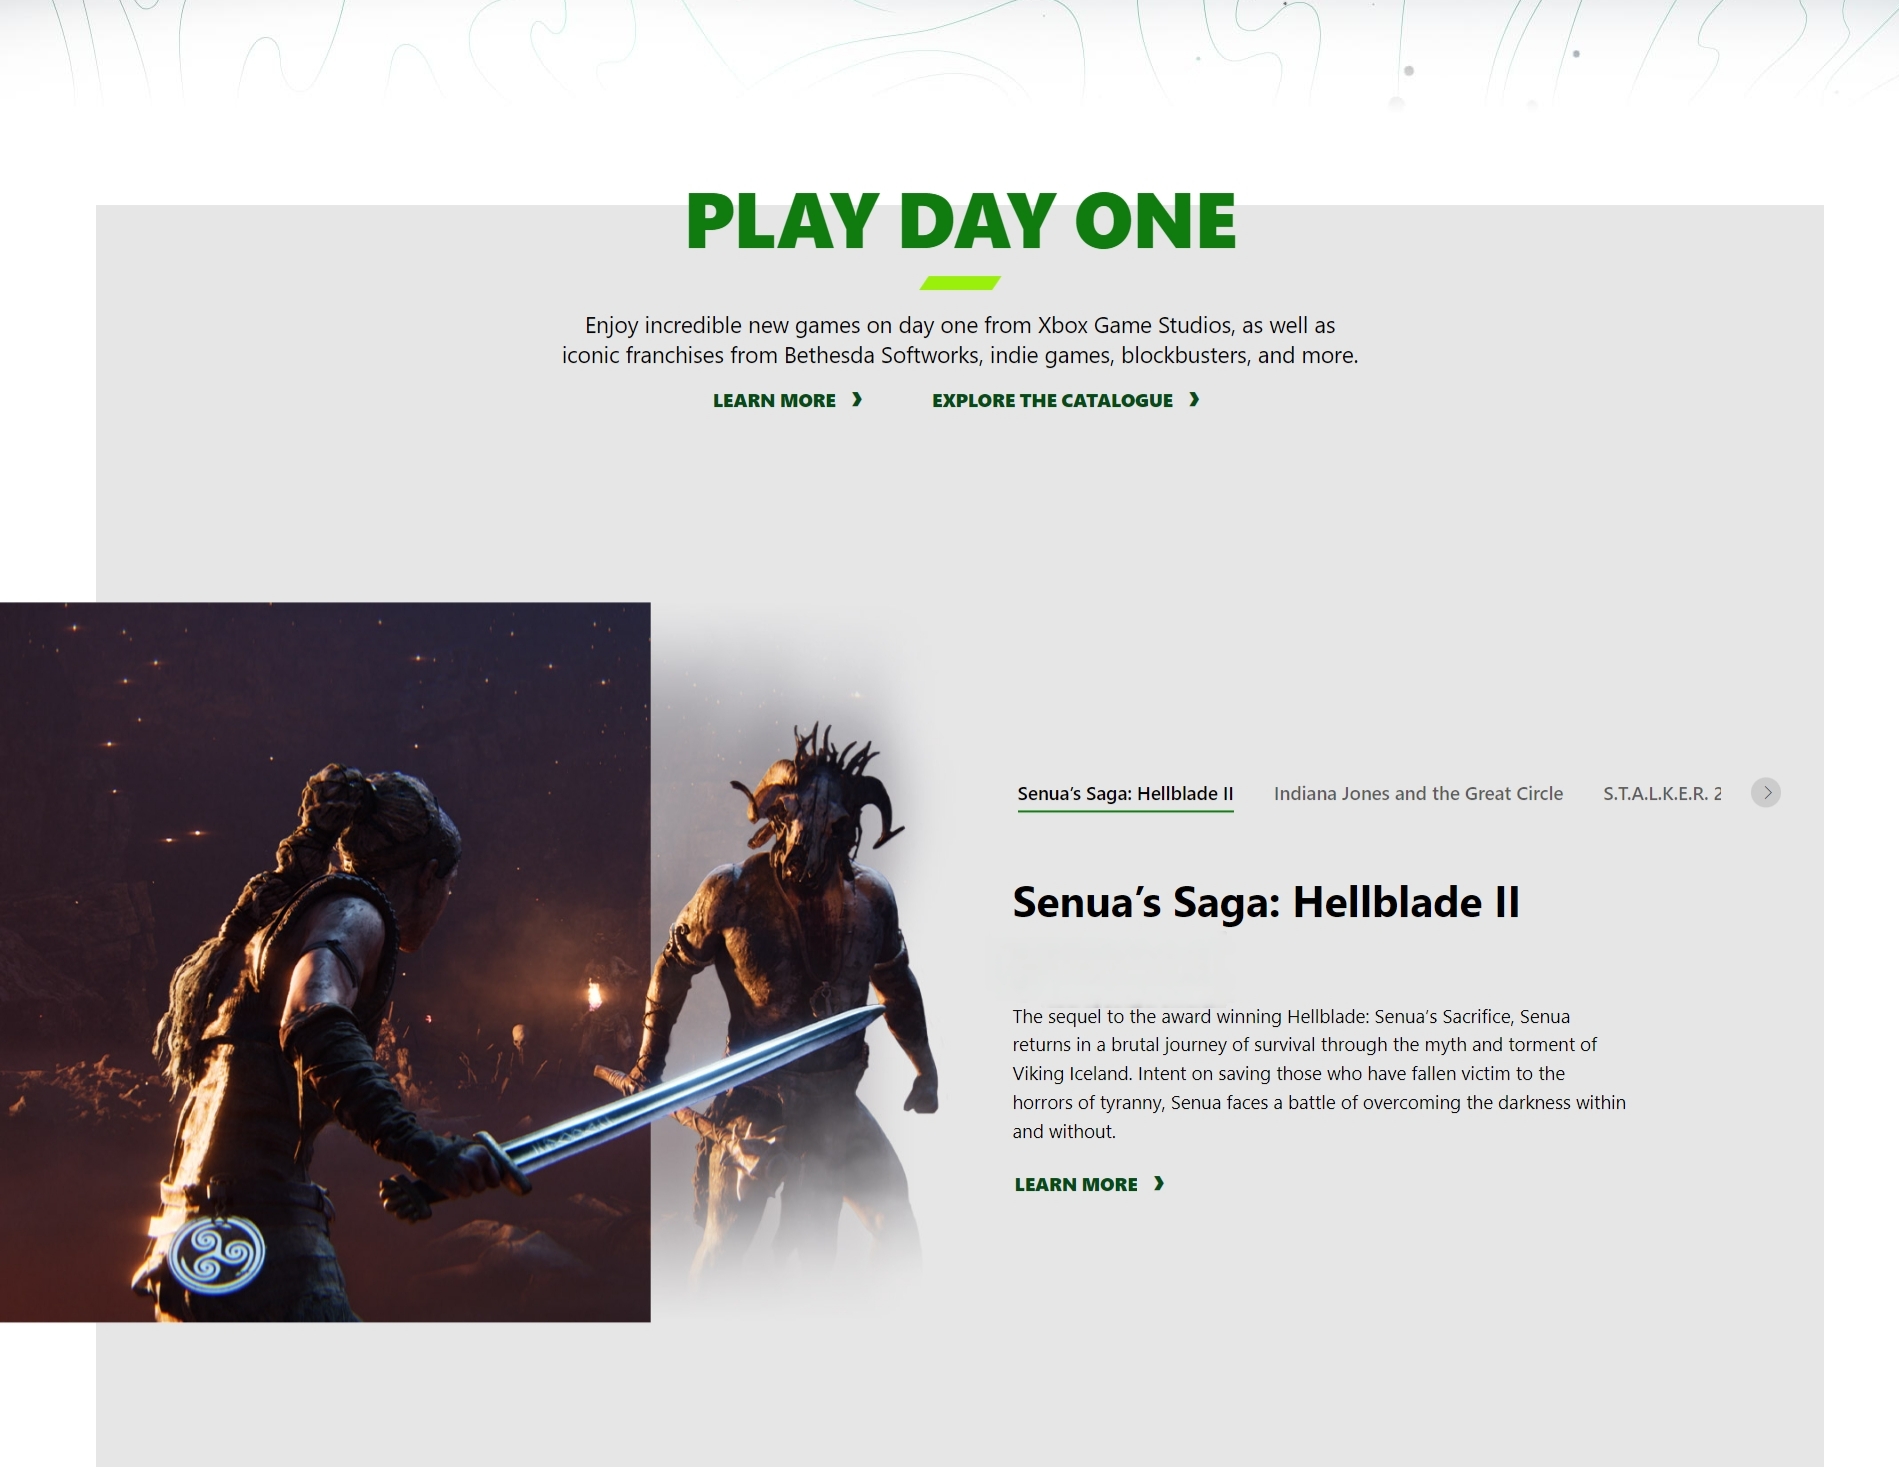 PLAY DAY ONE
Enjoy incredible new games on day one from Xbox Game Studios, as well as
iconic franchises from Bethesda Softworks, indie games, blockbusters, and more.
LEARN MORE
EXPLORE THE CATALOGUE
Senua’s Saga: Hellblade II
Indiana Jones and the Great Circle
S.T.A.L.K.E.R. 2
Senua’s Saga: Hellblade II
The sequel to the award winning Hellblade: Senua’s Sacrifice, Senua
returns in a brutal journey of survival through the myth and torment of
Viking Iceland. Intent on saving those who have fallen victim to the
horrors of tyranny, Senua faces a battle of overcoming the darkness within
and without.
LEARN MORE